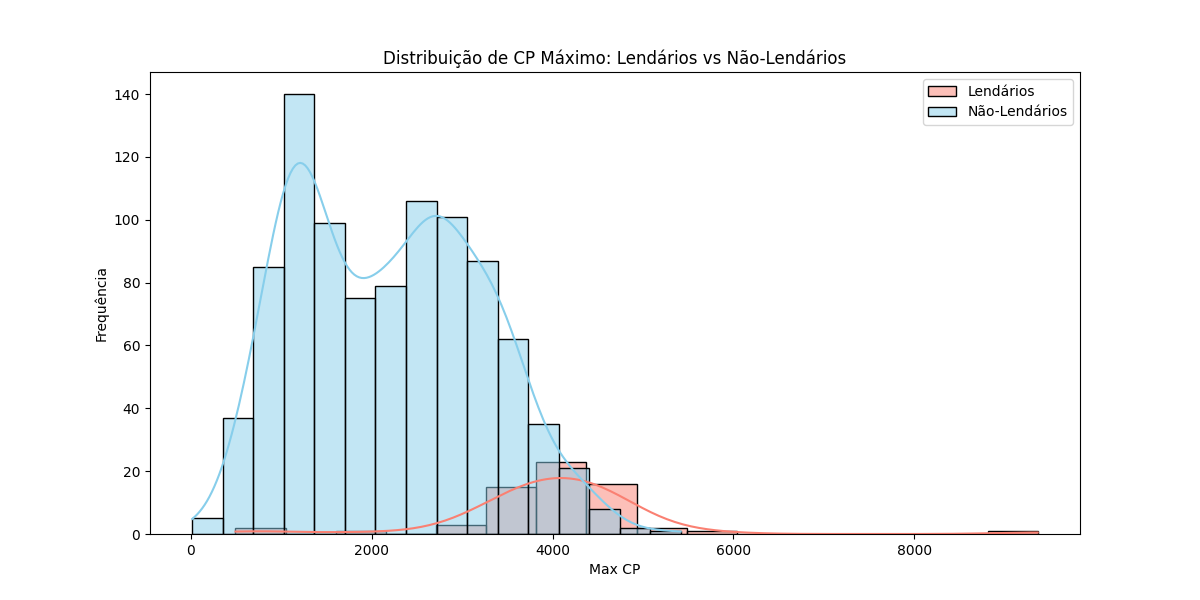 Distribuição de CP Máximo: Lendários vs Não-Lendários
Lendários
Não-Lendários
Frequência
140
120
100
80
60
40
20
0
0 2000 4000 6000 8000
Max CP